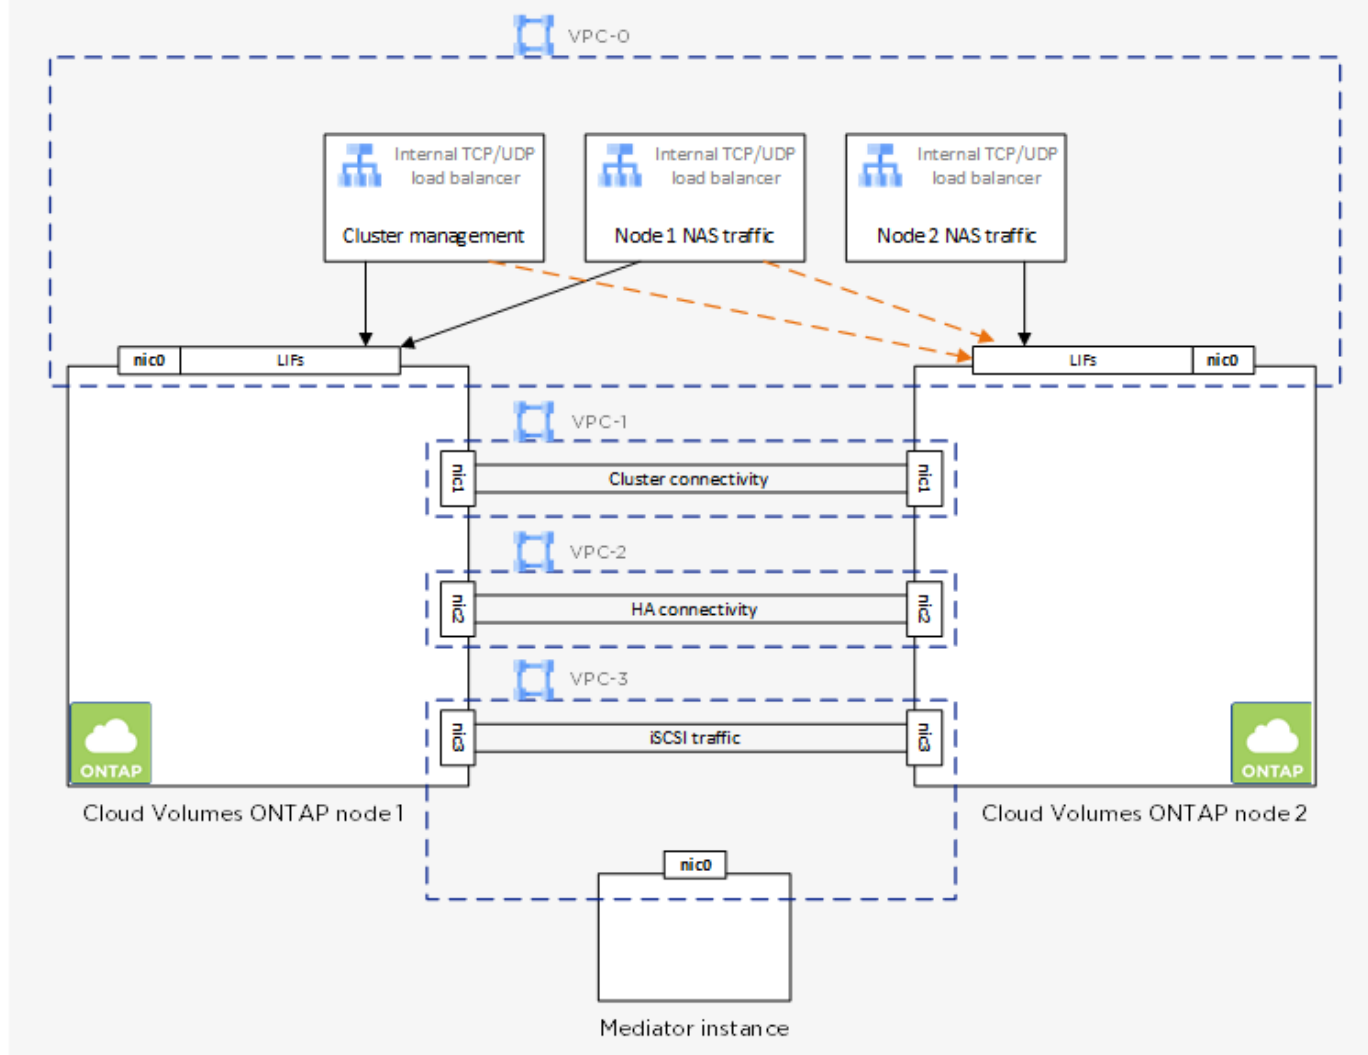 VPC-0
Internal TCP/UDP
load balancer
Cluster management
Internal TCP/UDP
load balancer
Node 1 NAS traffic
Internal TCP/UDP
load balancer
Node 2 NAS traffic
nic0
LIFs
LIFs
nic0
VPC-1
nic1
Cluster connectivity
nic1
VPC-2
nic2
HA connectivity
nic2
VPC-3
nic3
iSCSI traffic
nic3
ONTAP
ONTAP
Cloud Volumes ONTAP node 1
Cloud Volumes ONTAP node 2
nic0
Mediator instance